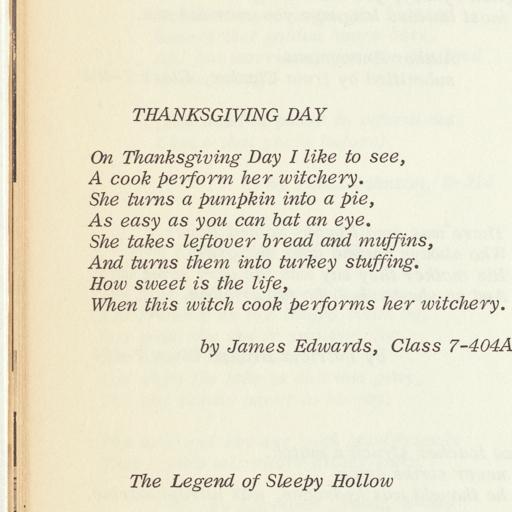 THANKSGIVING DAY
On Thanksgiving Day I like to see,
A cook perform her witchery.
She turns a pumpkin into a pie,
As easy as you can bat an eye.
She takes leftover bread and muffins,
And turns them into turkey stuffing.
How sweet is the life,
When this witch cook performs her witchery.
by James Edwards, Class 7-404A
The Legend of Sleepy Hollow